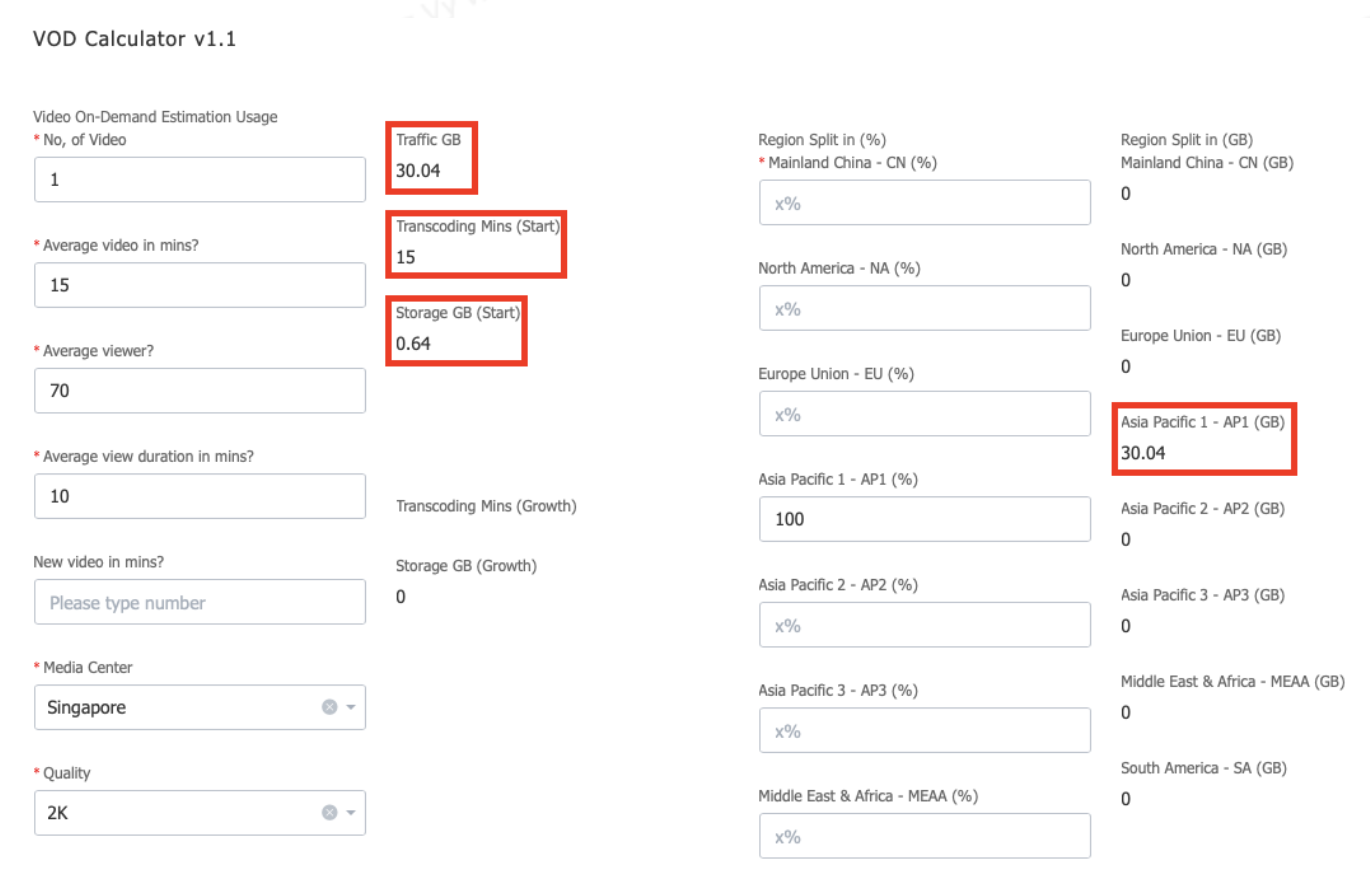 VOD Calculator v1.1
Video On-Demand Estimation Usage
* No, of Video
1
* Average video in mins?
15
* Average viewer?
70
* Average view duration in mins?
10
New video in mins?
Please type number
* Media Center
Singapore
* Quality
2K
Traffic GB
30.04
Transcoding Mins (Start)
15
Storage GB (Start)
0.64
Transcoding Mins (Growth)
Storage GB (Growth)
0
Region Split in (%)
* Mainland China - CN (%)
x%
North America - NA (%)
x%
Europe Union - EU (%)
x%
Asia Pacific 1 - AP1 (%)
100
Asia Pacific 2 - AP2 (%)
x%
Asia Pacific 3 - AP3 (%)
x%
Middle East & Africa - MEAA (%)
x%
Region Split in (GB)
Mainland China - CN (GB)
0
North America - NA (GB)
0
Europe Union - EU (GB)
0
Asia Pacific 1 - AP1 (GB)
30.04
Asia Pacific 2 - AP2 (GB)
0
Asia Pacific 3 - AP3 (GB)
0
Middle East & Africa - MEAA (GB)
0
South America - SA (GB)
0